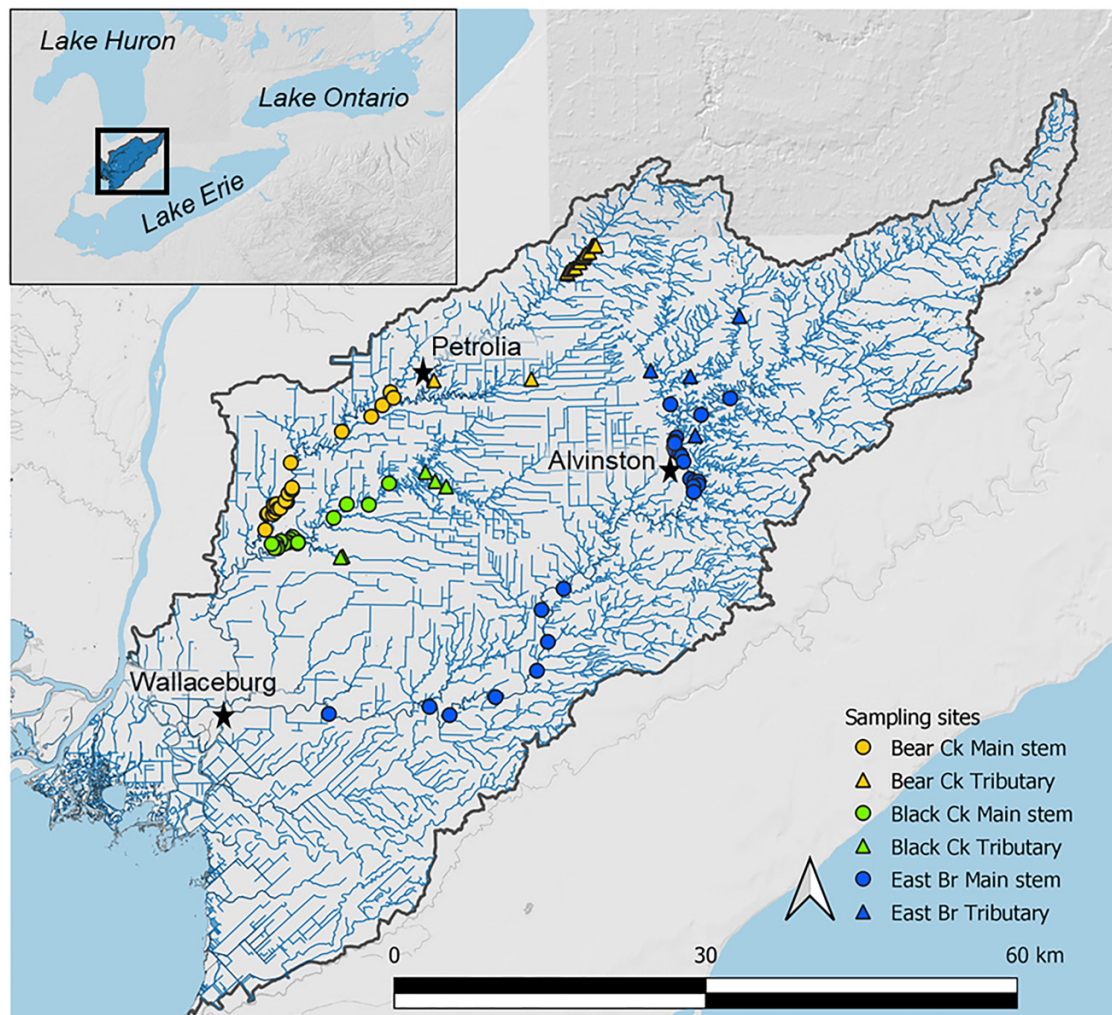 Lake Huron
Lake Ontario
Lake Erie
Petrolia
Alvinston
Wallaceburg
Sampling sites
Bear Ck Main stem
Bear Ck Tributary
Black Ck Main stem
Black Ck Tributary
East Br Main stem
East Br Tributary
0 30 60 km